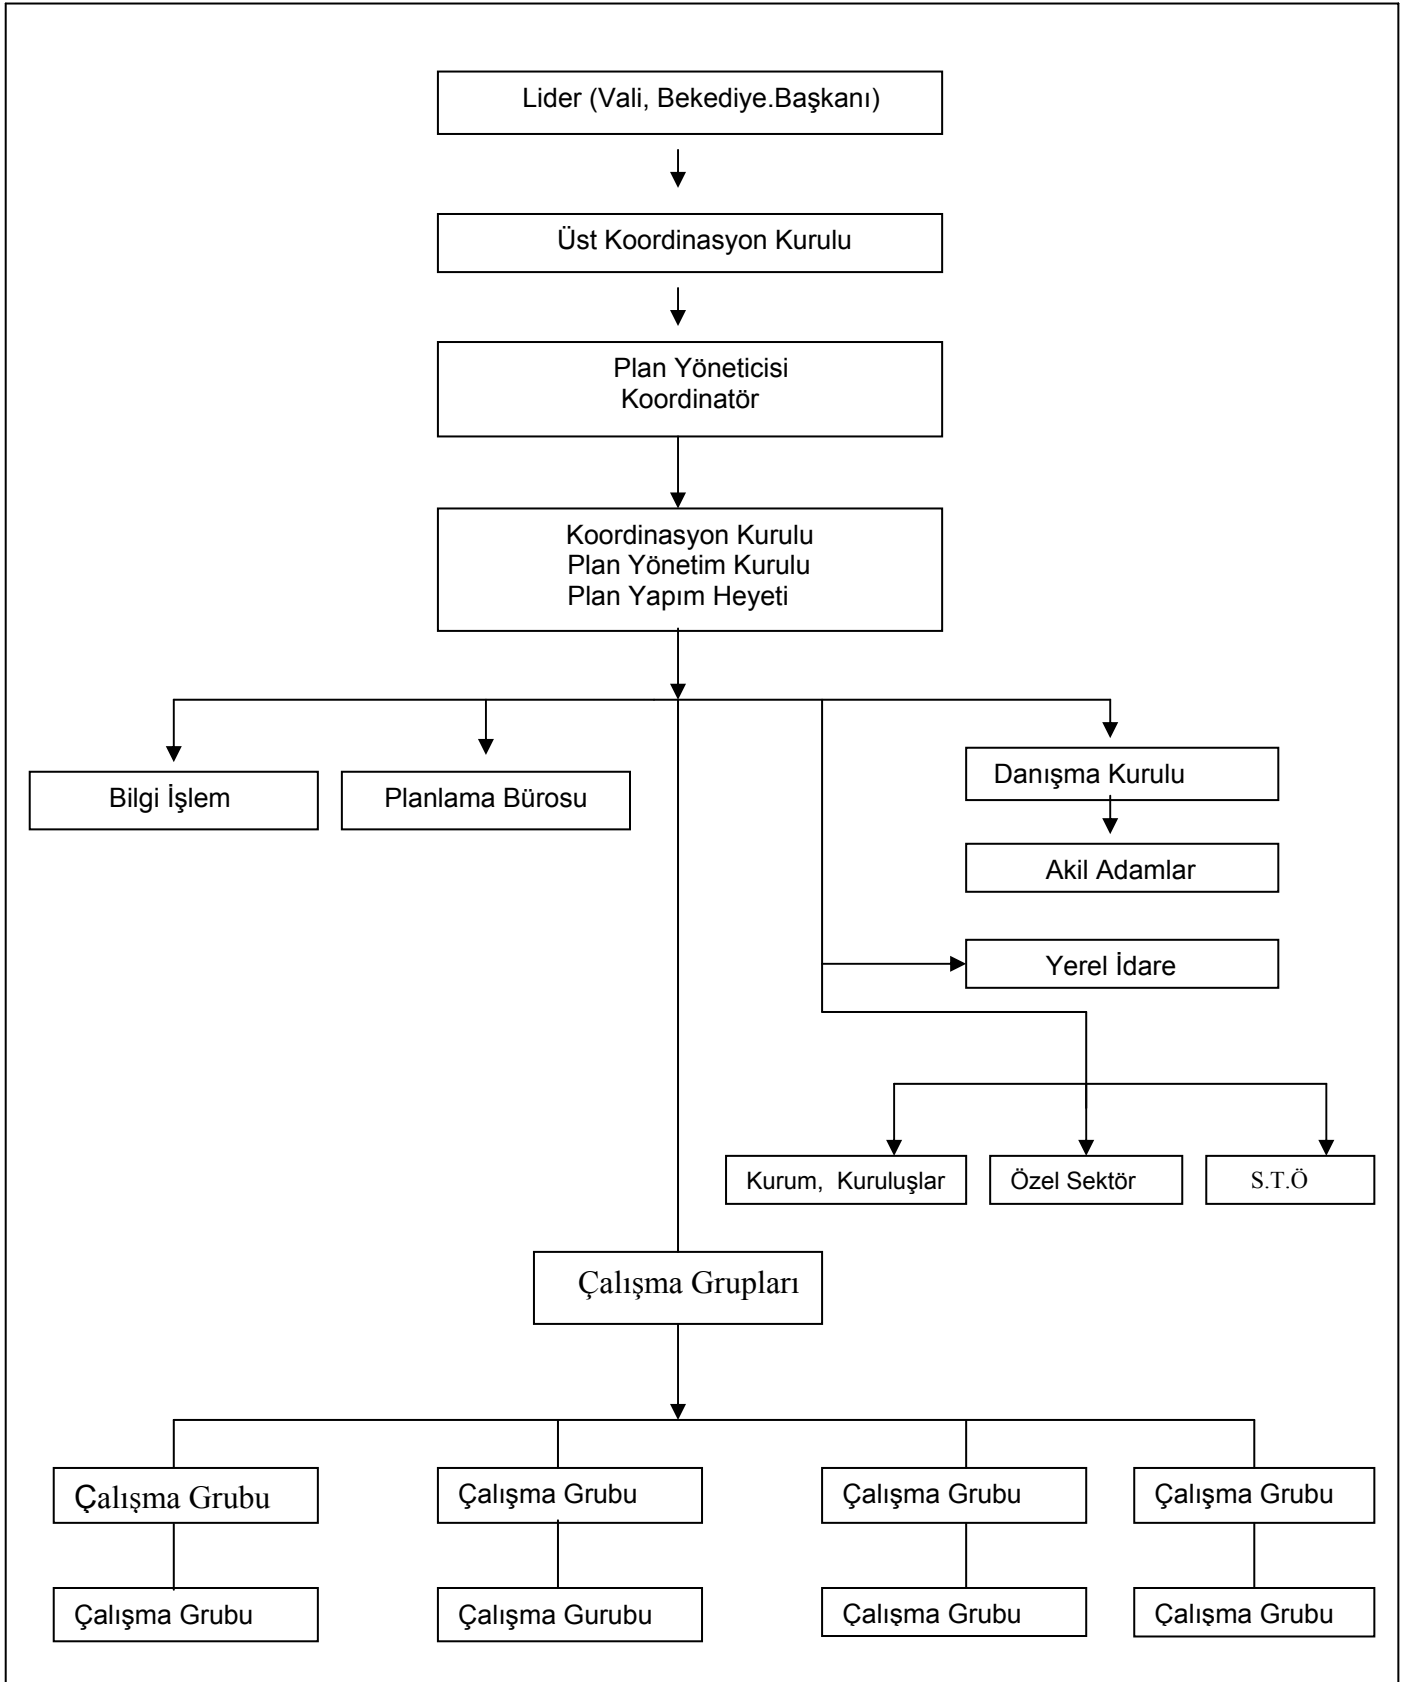 Lider (Vali, Bekediye.Başkanı)
Üst Koordinasyon Kurulu
Plan Yöneticisi
Koordinatör
Koordinasyon Kurulu
Plan Yönetim Kurulu
Plan Yapım Heyeti
Bilgi İşlem
Planlama Bürosu
Danışma Kurulu
Akil Adamlar
Yerel İdare
Kurum, Kuruluşlar
Özel Sektör
S.T.Ö
Çalışma Grupları
Çalışma Grubu
Çalışma Grubu
Çalışma Grubu
Çalışma Grubu
Çalışma Grubu
Çalışma Gurubu
Çalışma Grubu
Çalışma Grubu